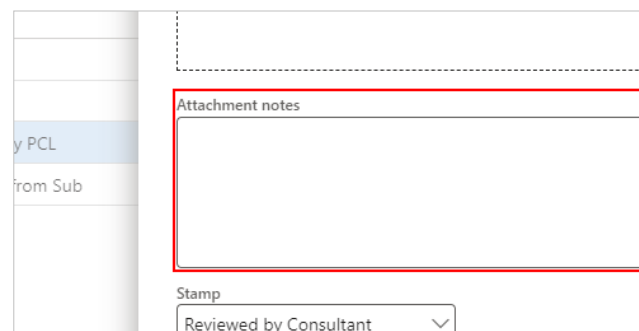 Attachment notes
y PCL
from Sub
Stamp
Reviewed by Consultant